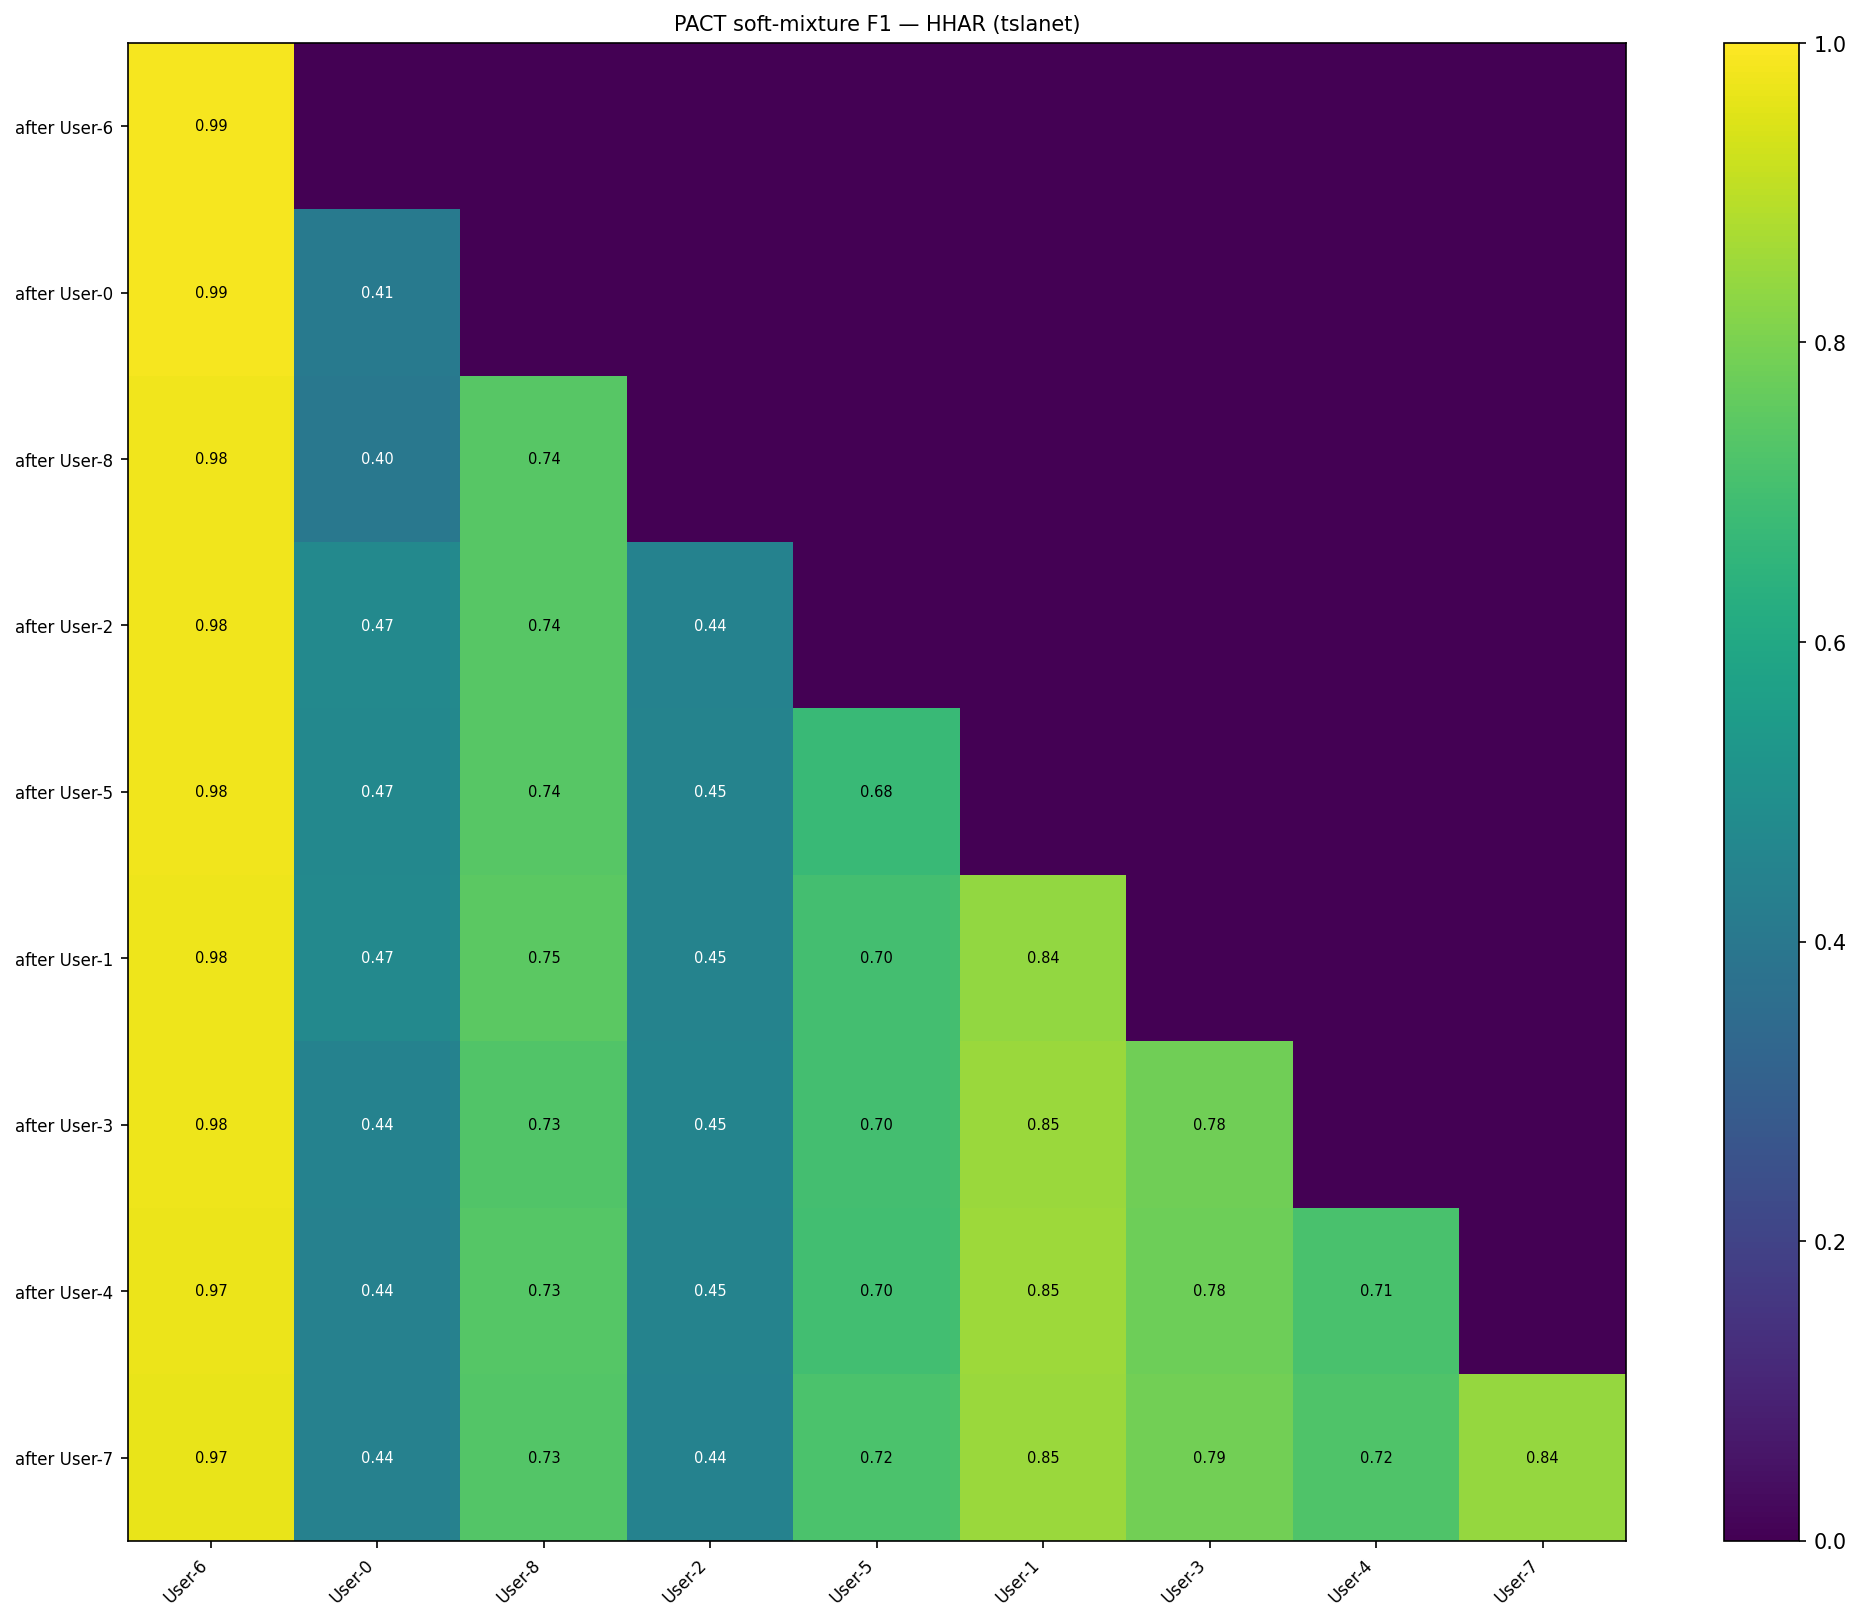 PACT soft-mixture F1 — HHAR (tslanet)
1.0
after User-6 0.99
after User-0 0.99 0.41
0.8
after User-8 0.98 0.40 0.74
after User-2 0.98 0.47 0.74 0.44
0.6
after User-5 0.98 0.47 0.74 0.45 0.68
after User-1 0.98 0.47 0.75 0.45 0.70 0.84
0.4
after User-3 0.98 0.44 0.73 0.45 0.70 0.85 0.78
0.2
after User-4 0.97 0.44 0.73 0.45 0.70 0.85 0.78 0.71
after User-7 0.97 0.44 0.73 0.44 0.72 0.85 0.79 0.72 0.84
0.0
User-6 User-0 User-8 User-2 User-5 User-1 User-3 User-4 User-7